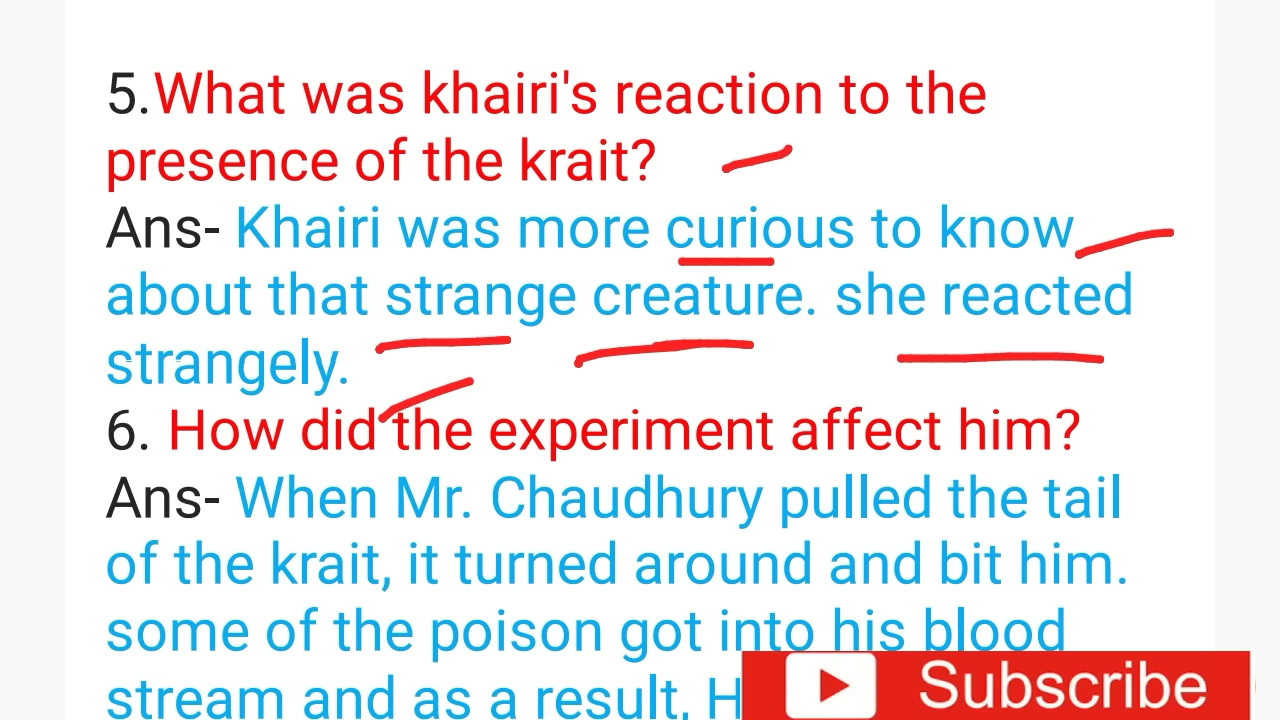 5.What was khairi's reaction to the
presence of the krait?
Ans- Khairi was more curious to know
about that strange creature. she reacted
strangely.
6. How did the experiment affect him?
Ans- When Mr. Chaudhury pulled the tail
of the krait, it turned around and bit him.
some of the poison got into his blood
stream and as a result, H
Subscribe